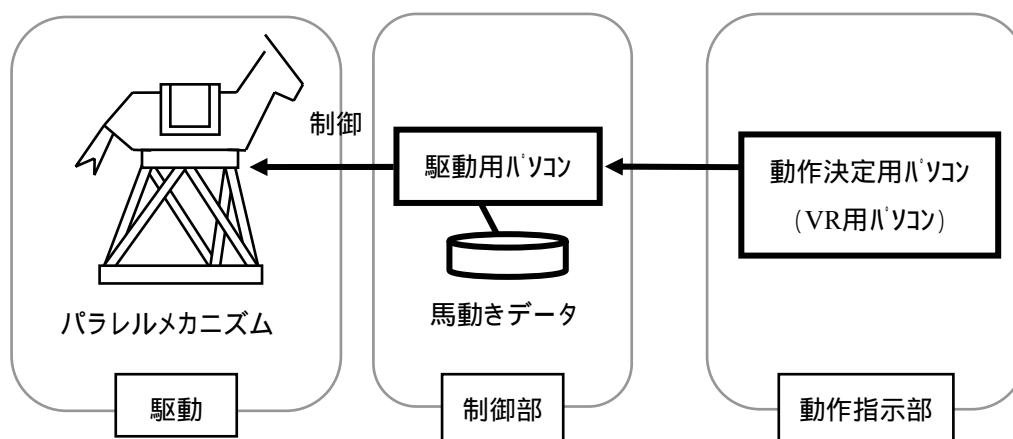 制御
駆動用ﾊﾟｿｺﾝ
動作決定用ﾊﾟｿｺﾝ
(VR用ﾊﾟｿｺﾝ)
馬動きデータ
パラレルメカニズム
駆動
制御部
動作指示部